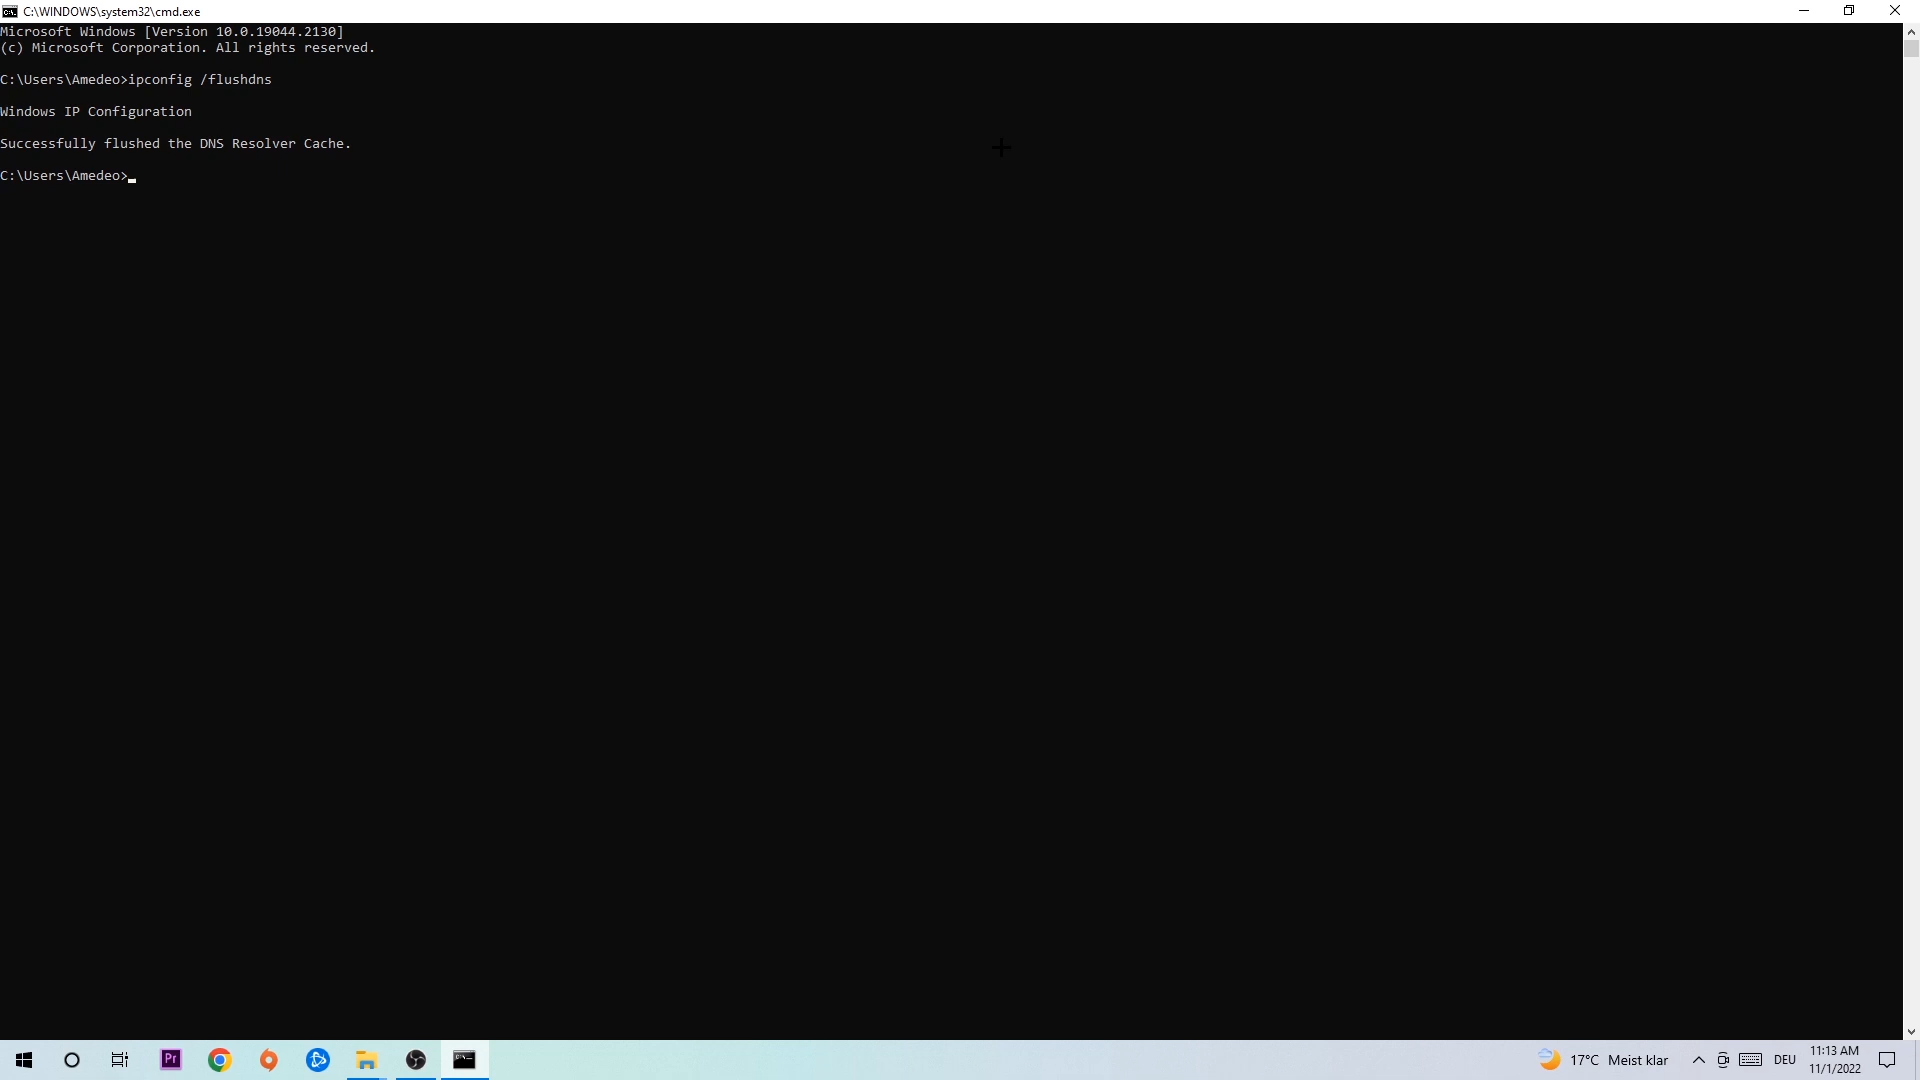 C:\WINDOWS\system32\cmd.exe
Microsoft Windows [Version 10.0.19044.2130]
(c) Microsoft Corporation. All rights reserved.
C:\Users\Amedeo>ipconfig /flushdns
Windows IP Configuration
Successfully flushed the DNS Resolver Cache.
C:\Users\Amedeo>
Pr
17°C Meist klar
DEU
11:13 AM
11/1/2022